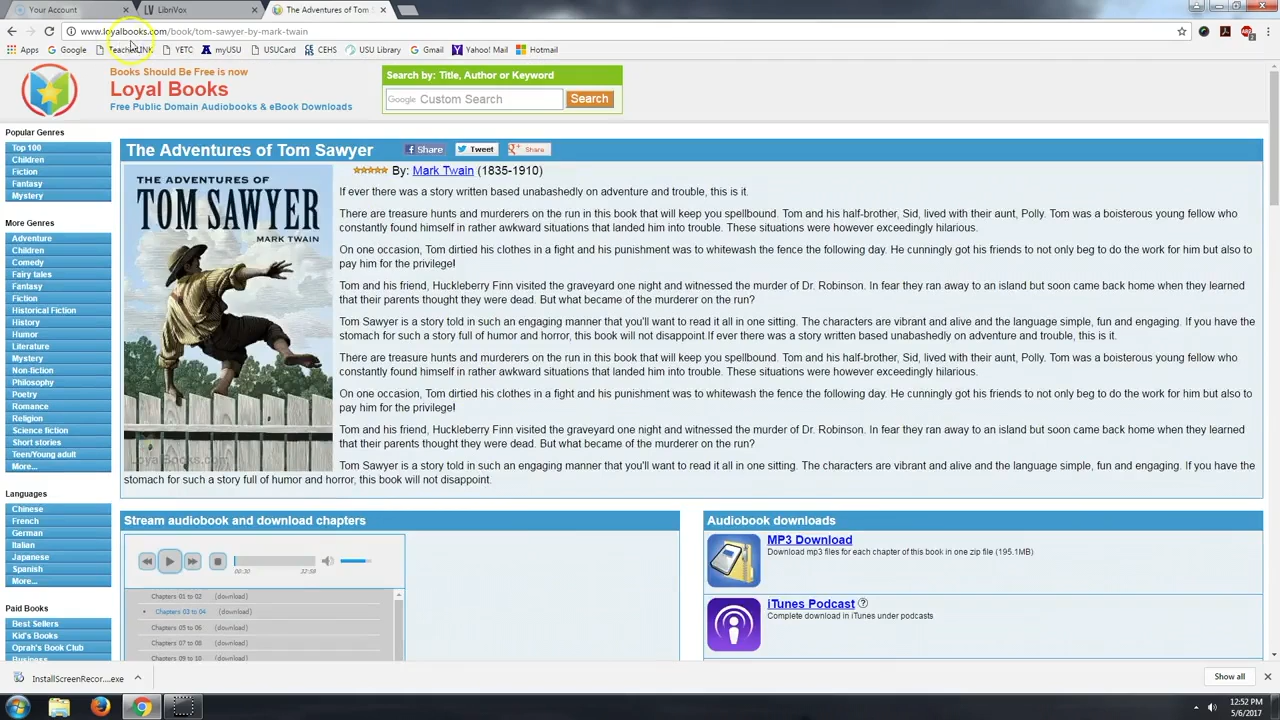 Your Account
LibriVox
The Adventures of Tom S
www.loyalbooks.com/book/tom-sawyer-by-mark-twain
Apps
Google
TeacherLINK
YETC
myUSU
USUCard
CEHS
USU Library
Gmail
Yahoo! Mail
Hotmail
Books Should Be Free is now
Loyal Books
Free Public Domain Audiobooks & eBook Downloads
Search by: Title, Author or Keyword
Google Custom Search
Search
Popular Genres
Top 100
Children
Fiction
Fantasy
Mystery
More Genres
Adventure
Children
Comedy
Fairy tales
Fantasy
Fiction
Historical Fiction
History
Humor
Literature
Mystery
Non-fiction
Philosophy
Poetry
Romance
Religion
Science fiction
Short stories
Teen/Young adult
More...
Languages
Chinese
French
German
Italian
Japanese
Spanish
More...
Paid Books
Best Sellers
Kid's Books
Oprah's Book Club
Business
The Adventures of Tom Sawyer
Share
Tweet
Share
THE ADVENTURES OF
TOM SAWYER
MARK TWAIN
LoyalBooks.com
By: Mark Twain (1835-1910)
If ever there was a story written based unabashedly on adventure and trouble, this is it.
There are treasure hunts and murderers on the run in this book that will keep you spellbound. Tom and his half-brother, Sid, lived with their aunt, Polly. Tom was a boisterous young fellow who
constantly found himself in rather awkward situations that landed him into trouble. These situations were however exceedingly hilarious.
On one occasion, Tom dirtied his clothes in a fight and his punishment was to whitewash the fence the following day. He cunningly got his friends to not only beg to do the work for him but also to
pay him for the privilege!
Tom and his friend, Huckleberry Finn visited the graveyard one night and witnessed the murder of Dr. Robinson. In fear they ran away to an island but soon came back home when they learned
that their parents thought they were dead. But what became of the murderer on the run?
Tom Sawyer is a story told in such an engaging manner that you'll want to read it all in one sitting. The characters are vibrant and alive and the language simple, fun and engaging. If you have the
stomach for such a story full of humor and horror, this book will not disappoint.If ever there was a story written based unabashedly on adventure and trouble, this is it.
There are treasure hunts and murderers on the run in this book that will keep you spellbound. Tom and his half-brother, Sid, lived with their aunt, Polly. Tom was a boisterous young fellow who
constantly found himself in rather awkward situations that landed him into trouble. These situations were however exceedingly hilarious.
On one occasion, Tom dirtied his clothes in a fight and his punishment was to whitewash the fence the following day. He cunningly got his friends to not only beg to do the work for him but also to
pay him for the privilege!
Tom and his friend, Huckleberry Finn visited the graveyard one night and witnessed the murder of Dr. Robinson. In fear they ran away to an island but soon came back home when they learned
that their parents thought they were dead. But what became of the murderer on the run?
Tom Sawyer is a story told in such an engaging manner that you'll want to read it all in one sitting. The characters are vibrant and alive and the language simple, fun and engaging. If you have the
stomach for such a story full of humor and horror, this book will not disappoint.
Stream audiobook and download chapters
00:30
32:59
Chapters 01 to 02 (download)
Chapters 03 to 04 (download)
Chapters 05 to 06 (download)
Chapters 07 to 08 (download)
Chapters 09 to 10 (download)
Audiobook downloads
MP3 Download
Download mp3 files for each chapter of this book in one zip file (195.1MB)
iTunes Podcast ?
Complete download in iTunes under podcasts
InstallScreenRecor....exe
Show all
12:52 PM
5/6/2017